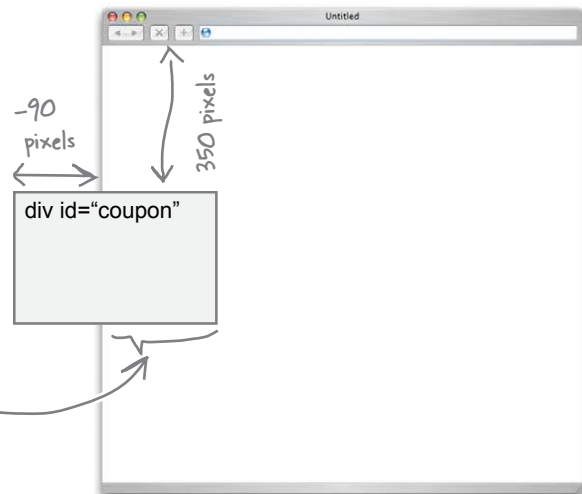 Untitled
-90
pixels
350 pixels
div id=“coupon”